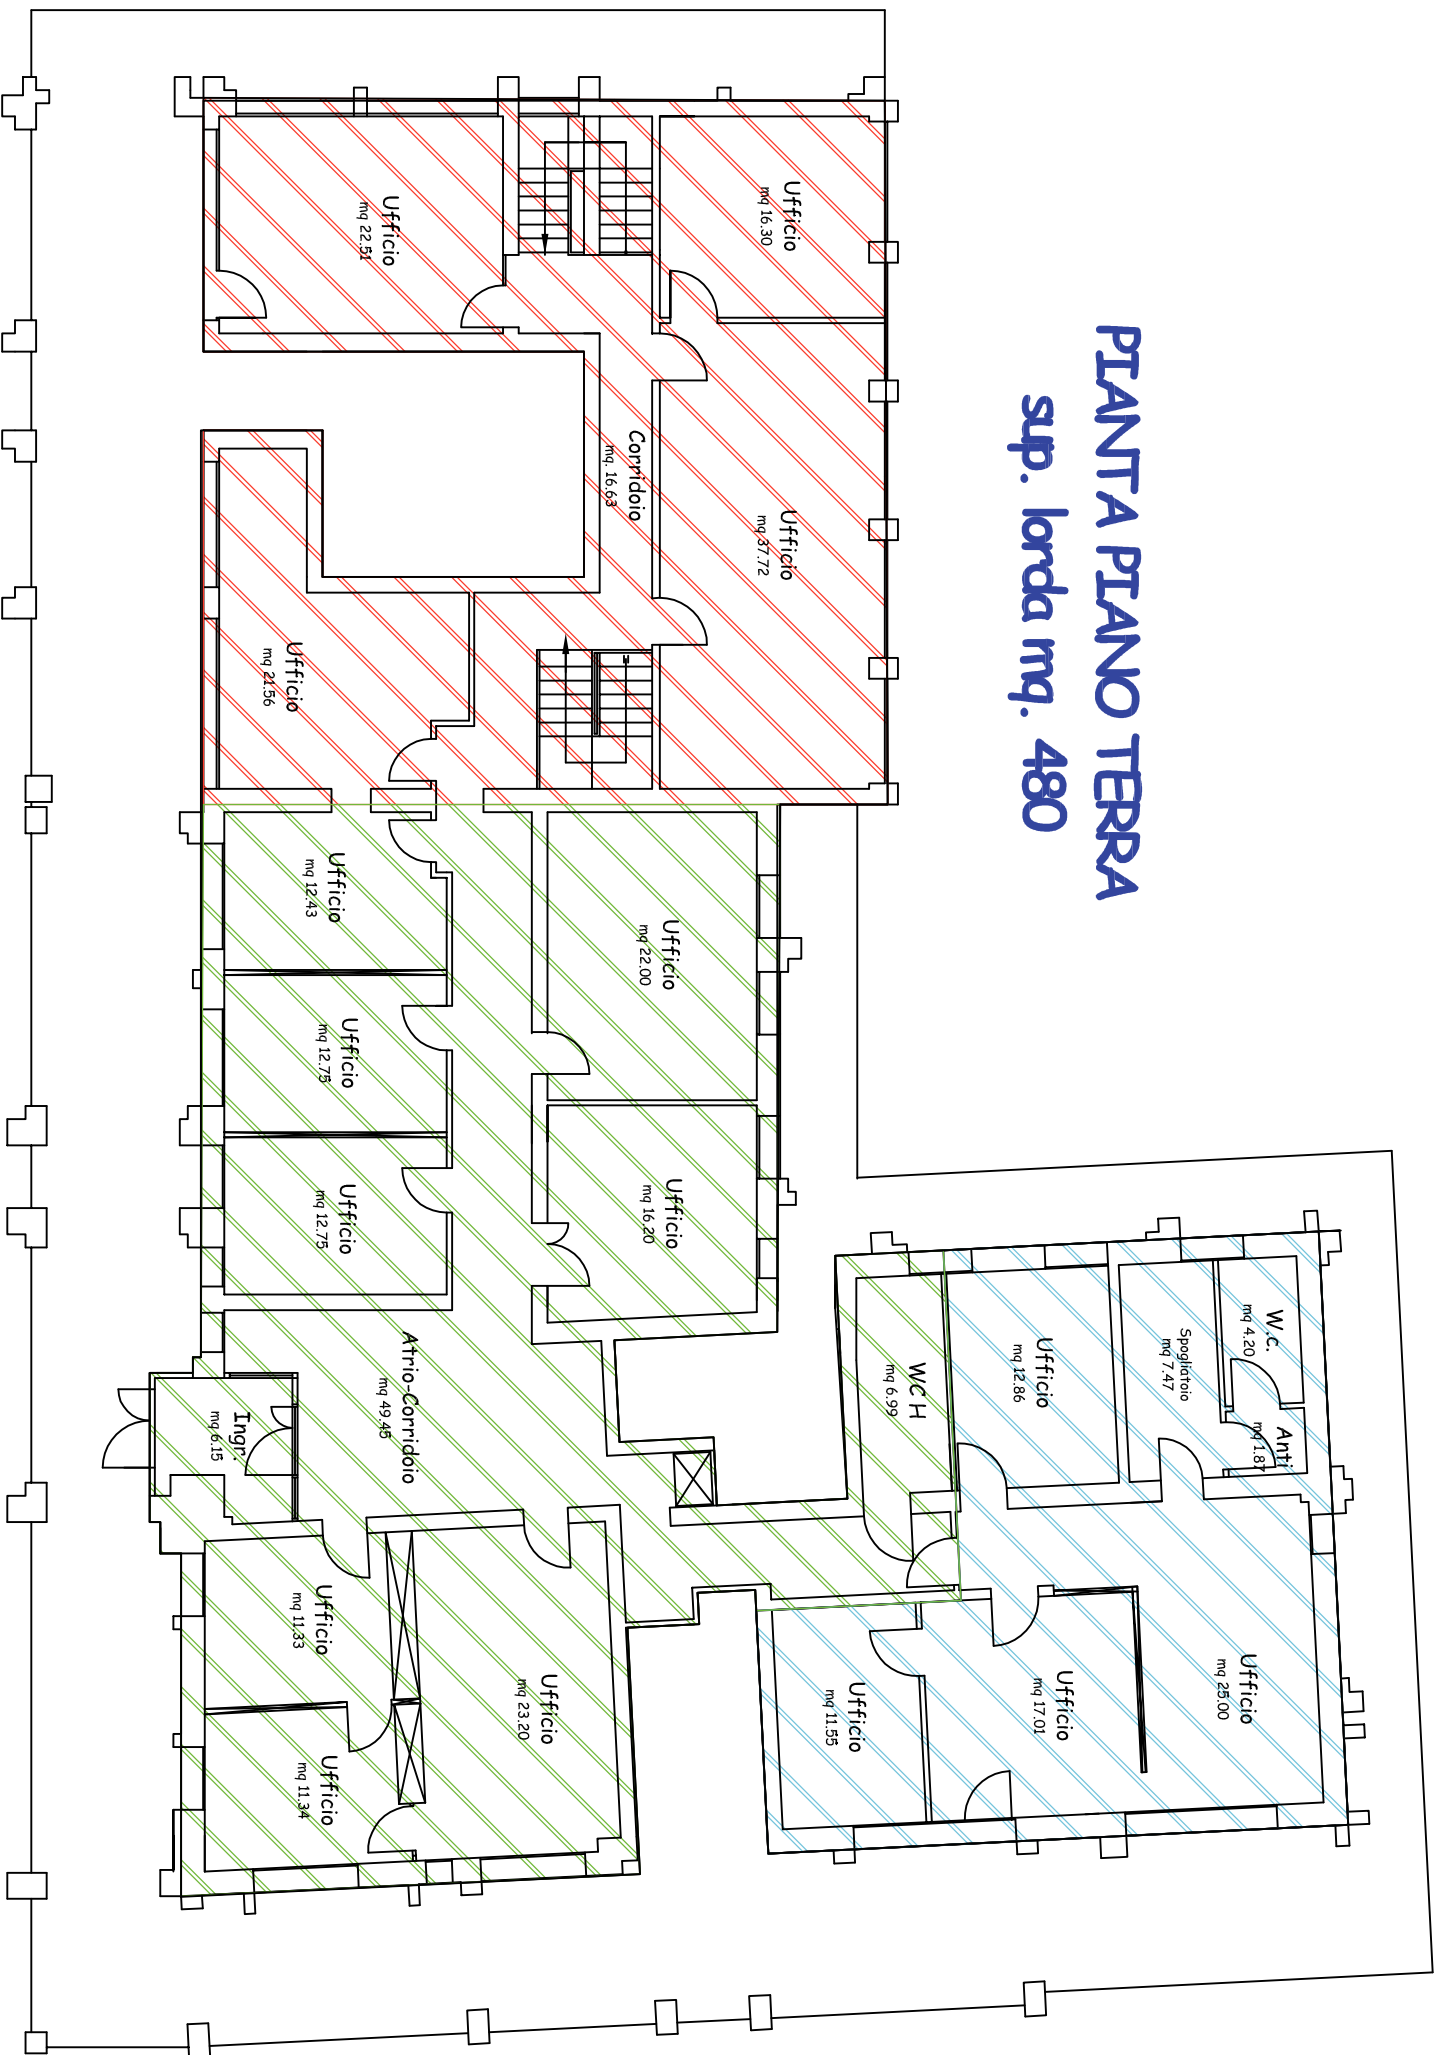 PIANTA PIANO TERRA
sup. lorda mq. 480
Ufficio
mq 16.30
Ufficio
mq 22.51
Ufficio
mq 37.72
Corridoio
mq. 16.63
Ufficio
mq 21.56
Ufficio
mq 22.00
Ufficio
mq 12.43
Ufficio
mq 12.75
Ufficio
mq 16.20
Ufficio
mq 12.75
W.c.
mq 4.20
Spogliatoio
mq 7.47
Anti
mq 1.87
Ufficio
mq 12.86
WC H
mq 6.99
Atrio-Corridoio
mq 49.45
Ingr.
mq 6.15
Ufficio
mq 25.00
Ufficio
mq 17.01
Ufficio
mq 11.55
Ufficio
mq 23.20
Ufficio
mq 11.33
Ufficio
mq 11.34